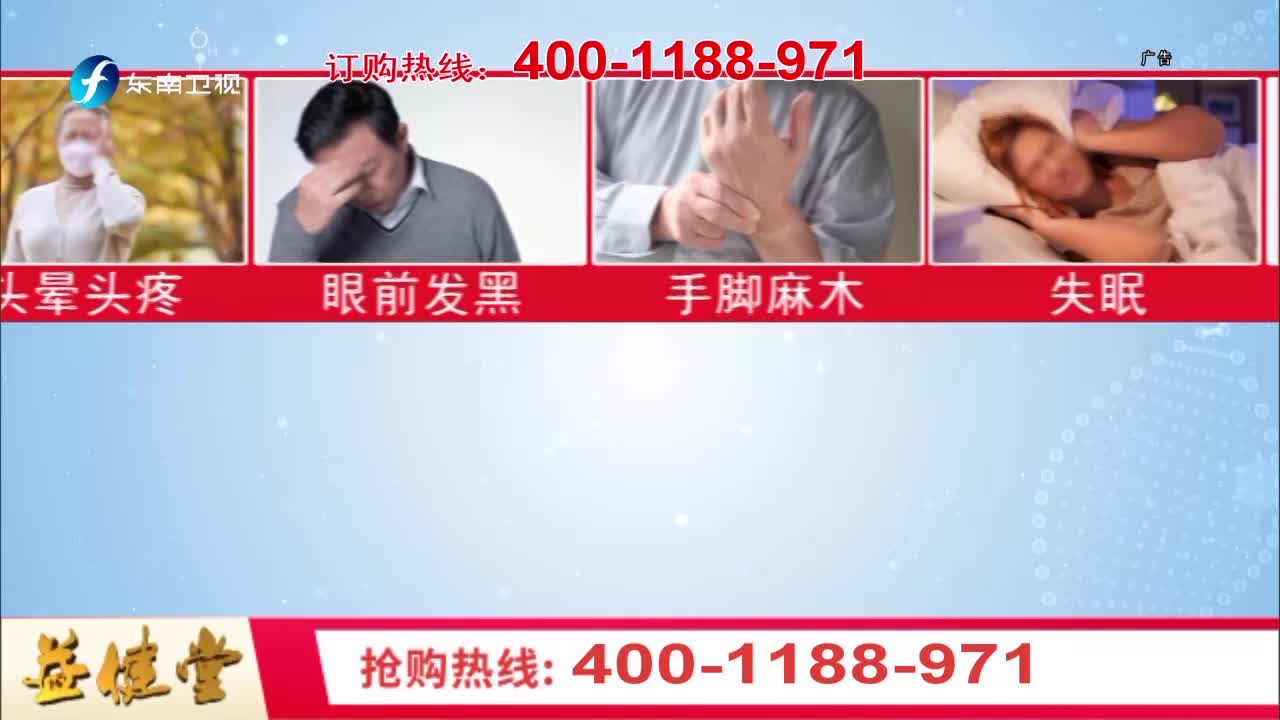 订购热线：400-1188-971
广告
东南卫视
头晕头疼
眼前发黑
手脚麻木
失眠
益健堂
抢购热线: 400-1188-971